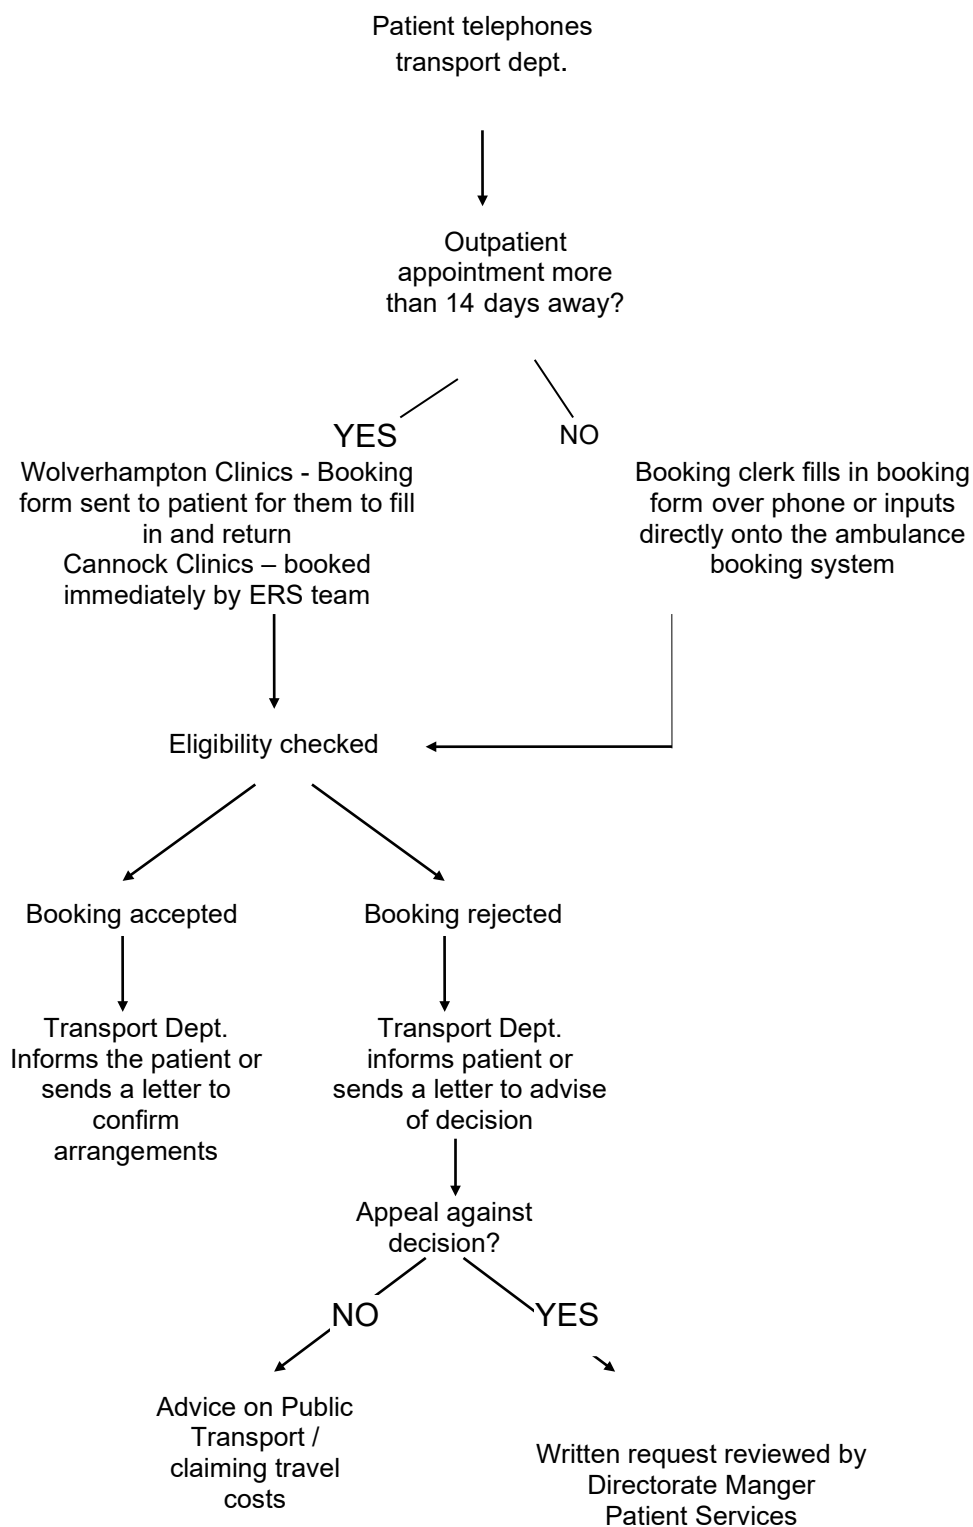 Patient telephones
transport dept.
Outpatient
appointment more
than 14 days away?
YES
NO
Wolverhampton Clinics - Booking
form sent to patient for them to fill
in and return
Cannock Clinics – booked
immediately by ERS team
Booking clerk fills in booking
form over phone or inputs
directly onto the ambulance
booking system
Eligibility checked
Booking accepted
Booking rejected
Transport Dept.
Informs the patient or
sends a letter to
confirm
arrangements
Transport Dept.
informs patient or
sends a letter to advise
of decision
Appeal against
decision?
NO
YES
Advice on Public
Transport /
claiming travel
costs
Written request reviewed by
Directorate Manger
Patient Services